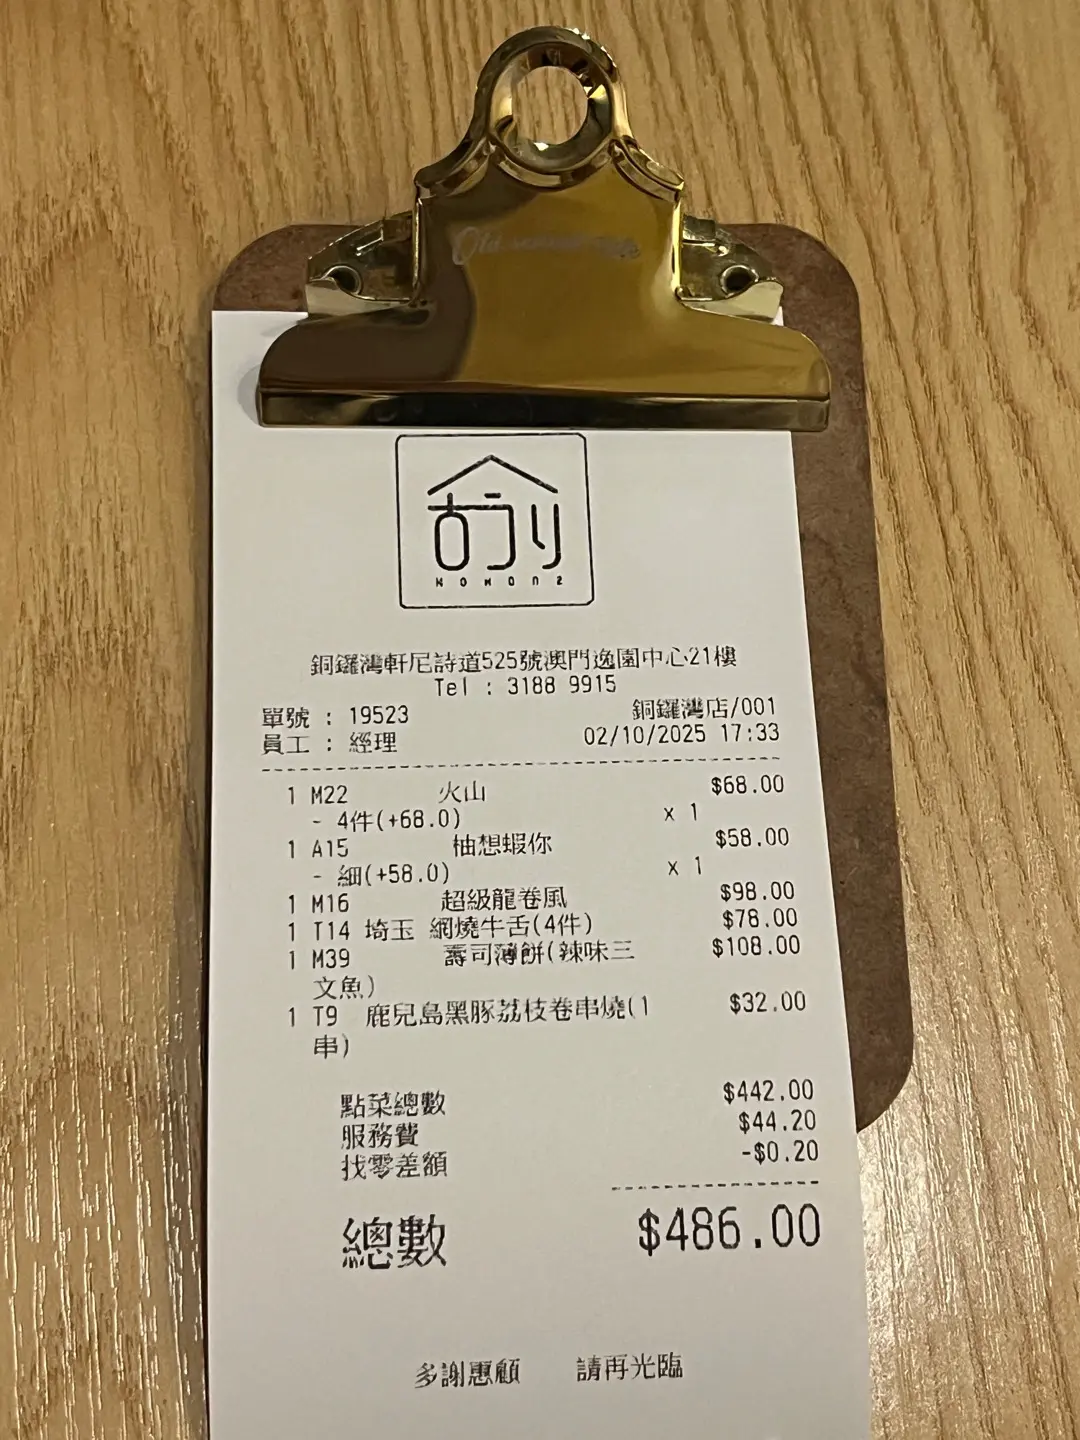 古う入り
HOMON2
銅鑼灣軒尼詩道525號澳門逸園中心21樓
Tel : 3188 9915
單號 : 19523 銅鑼灣店/001
員工 : 經理 02/10/2025 17:33
1 M22 火山 $68.00
- 4件(+68.0) x 1
1 A15 柚想蝦你 $58.00
- 細(+58.0) x 1
1 M16 超級龍卷風 $98.00
1 T14 埼玉 網燒牛舌(4件) $78.00
1 M39 壽司薄餅(辣味三 $108.00
文魚)
1 T9 鹿兒島黑豚荔枝卷串燒(1 $32.00
串)
點菜總數 $442.00
服務費 $44.20
找零差額 -$0.20
總數 $486.00
多謝惠顧 請再光臨